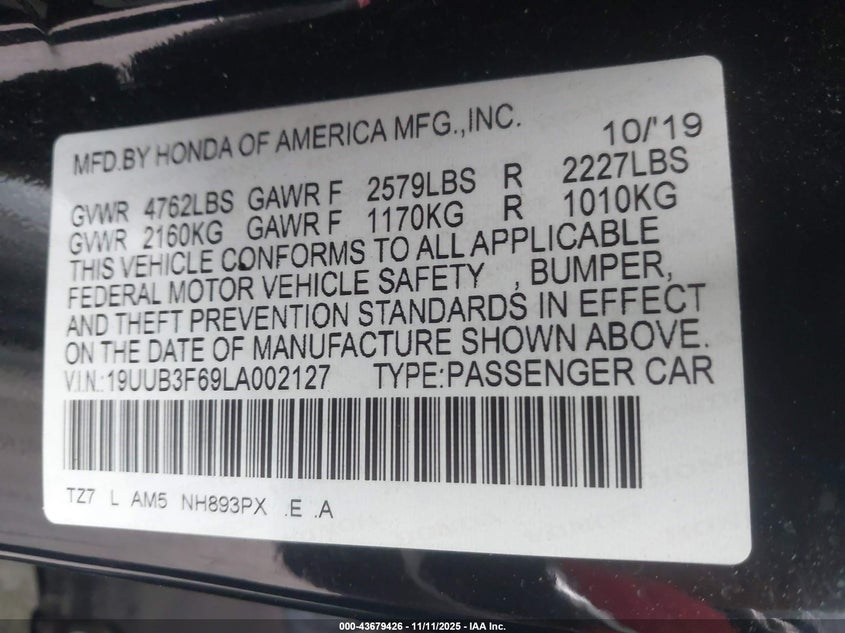 MFD.BY HONDA OF AMERICA MFG.,INC. 10/'19
GVWR 4762LBS GAWR F 2579LBS R 2227LBS
GVWR 2160KG GAWR F 1170KG R 1010KG
THIS VEHICLE CONFORMS TO ALL APPLICABLE
FEDERAL MOTOR VEHICLE SAFETY , BUMPER,
AND THEFT PREVENTION STANDARDS IN EFFECT
ON THE DATE OF MANUFACTURE SHOWN ABOVE.
V.I.N.:19UUB3F69LA002127 TYPE:PASSENGER CAR
TZ7 L AM5 NH893PX .E .A
000-43679426 - 11/11/2025 - IAA Inc.